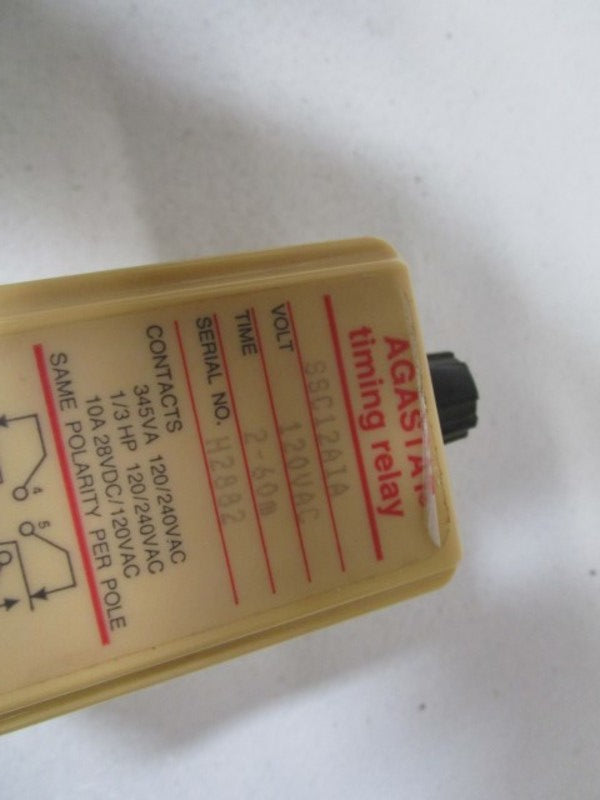 AGASTAT®
timing relay
SSC12AIA
VOLT 120VAC
TIME 2-60m
SERIAL NO. H2882
CONTACTS
345VA 120/240VAC
1/3 HP 120/240VAC
10A 28VDC/120VAC
SAME POLARITY PER POLE
4
5